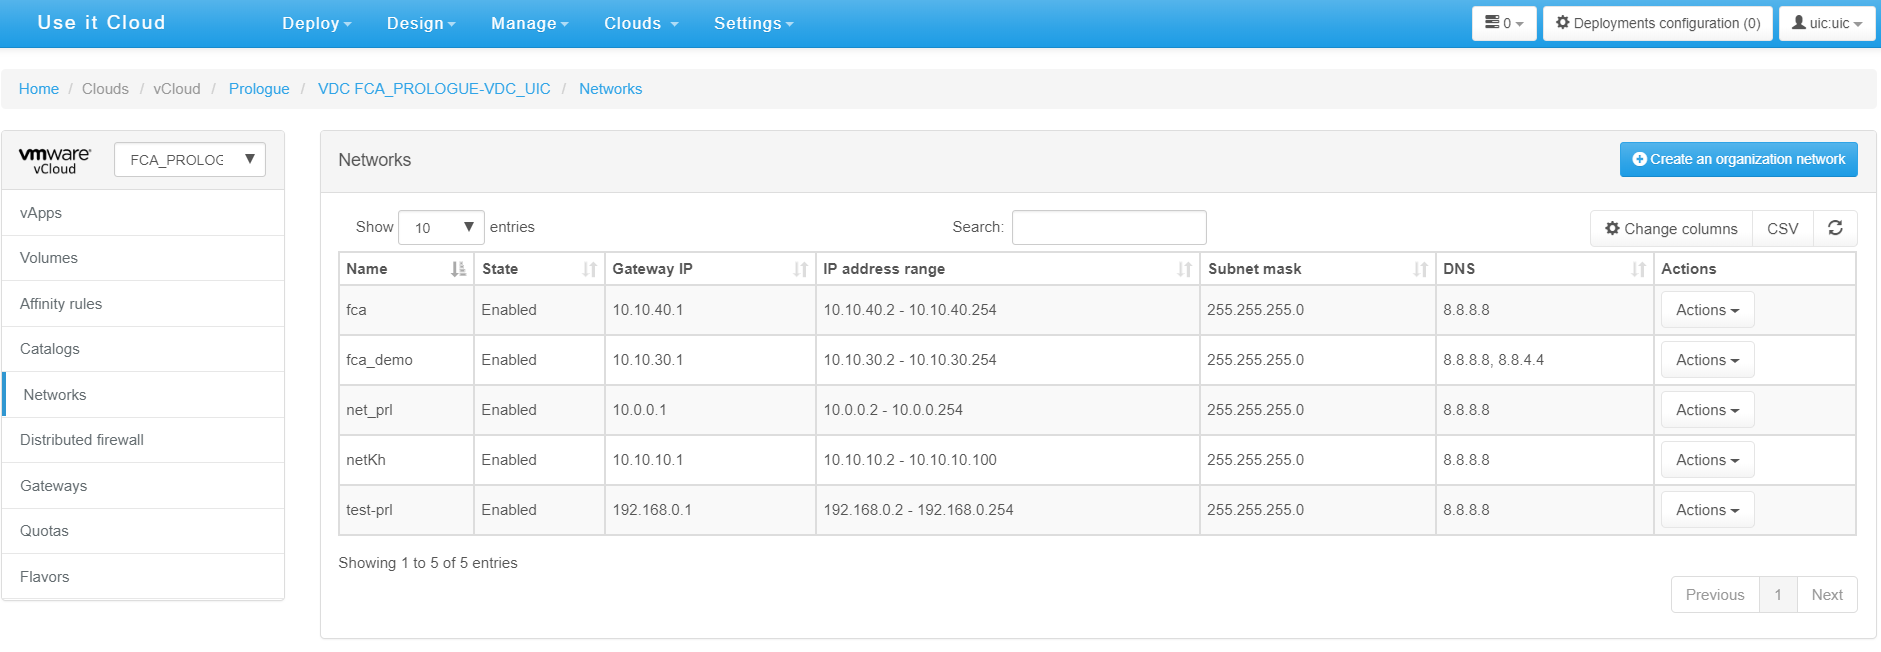 Use it Cloud Deploy Design Manage Clouds Settings 0 Deployments configuration (0) uic:uic
Home / Clouds / vCloud / Prologue / VDC FCA_PROLOGUE-VDC_UIC / Networks
vmware vCloud FCA_PROLOG
vApps
Volumes
Affinity rules
Catalogs
Networks
Distributed firewall
Gateways
Quotas
Flavors
Networks Create an organization network
Show 10 entries Search: Change columns CSV
Name State Gateway IP IP address range Subnet mask DNS Actions
fca Enabled 10.10.40.1 10.10.40.2 - 10.10.40.254 255.255.255.0 8.8.8.8 Actions
fca_demo Enabled 10.10.30.1 10.10.30.2 - 10.10.30.254 255.255.255.0 8.8.8.8, 8.8.4.4 Actions
net_prl Enabled 10.0.0.1 10.0.0.2 - 10.0.0.254 255.255.255.0 8.8.8.8 Actions
netKh Enabled 10.10.10.1 10.10.10.2 - 10.10.10.100 255.255.255.0 8.8.8.8 Actions
test-prl Enabled 192.168.0.1 192.168.0.2 - 192.168.0.254 255.255.255.0 8.8.8.8 Actions
Showing 1 to 5 of 5 entries
Previous 1 Next